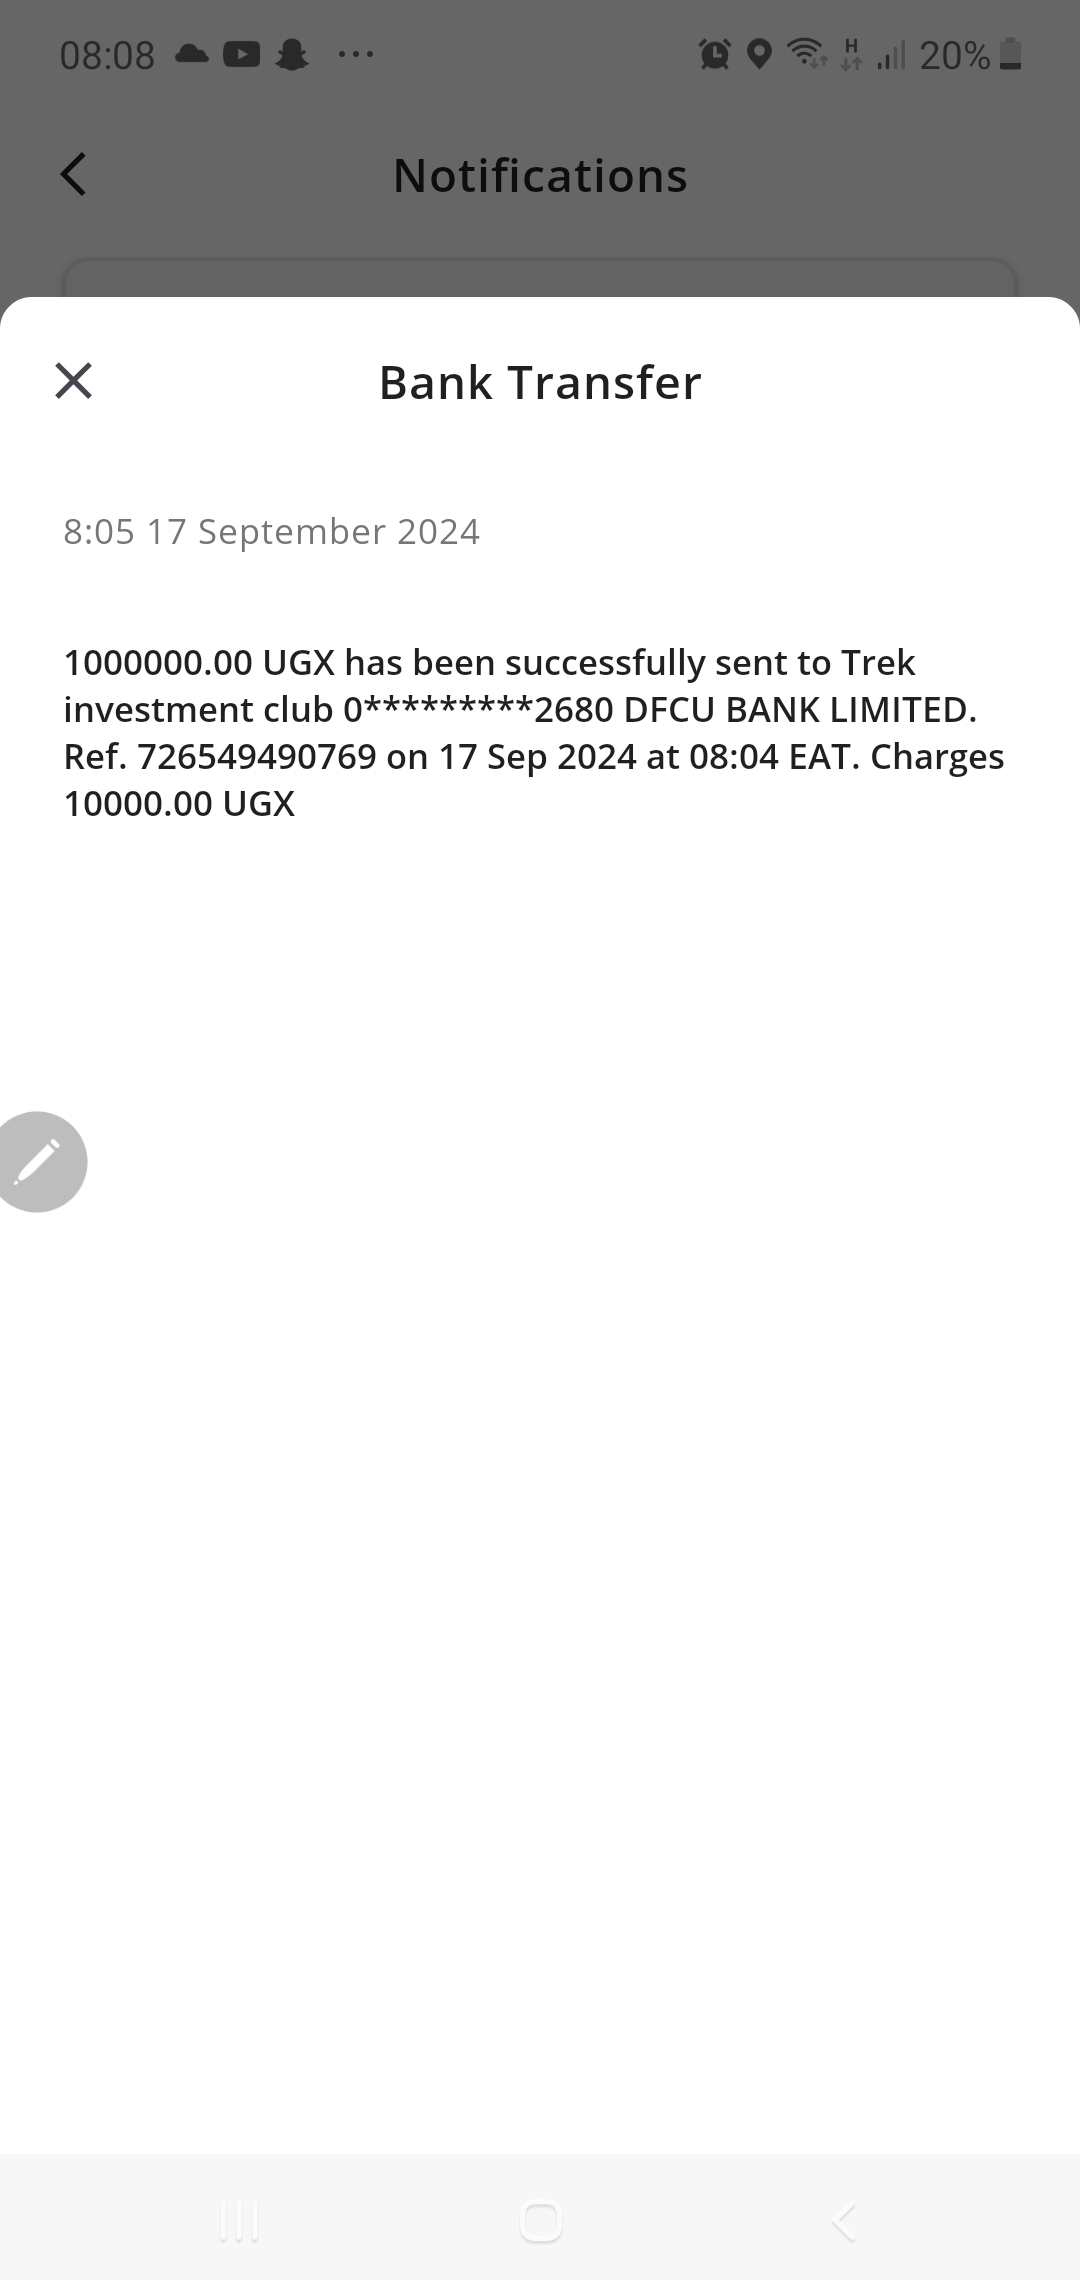 08:08
H
20%
Notifications
Bank Transfer
8:05 17 September 2024
1000000.00 UGX has been successfully sent to Trek
investment club 0*********2680 DFCU BANK LIMITED.
Ref. 726549490769 on 17 Sep 2024 at 08:04 EAT. Charges
10000.00 UGX